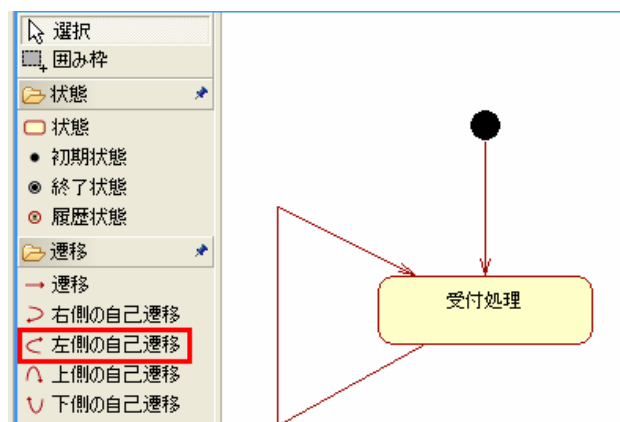 選択
囲み枠
状態
状態
初期状態
終了状態
履歴状態
遷移
遷移
右側の自己遷移
左側の自己遷移
上側の自己遷移
下側の自己遷移
受付処理